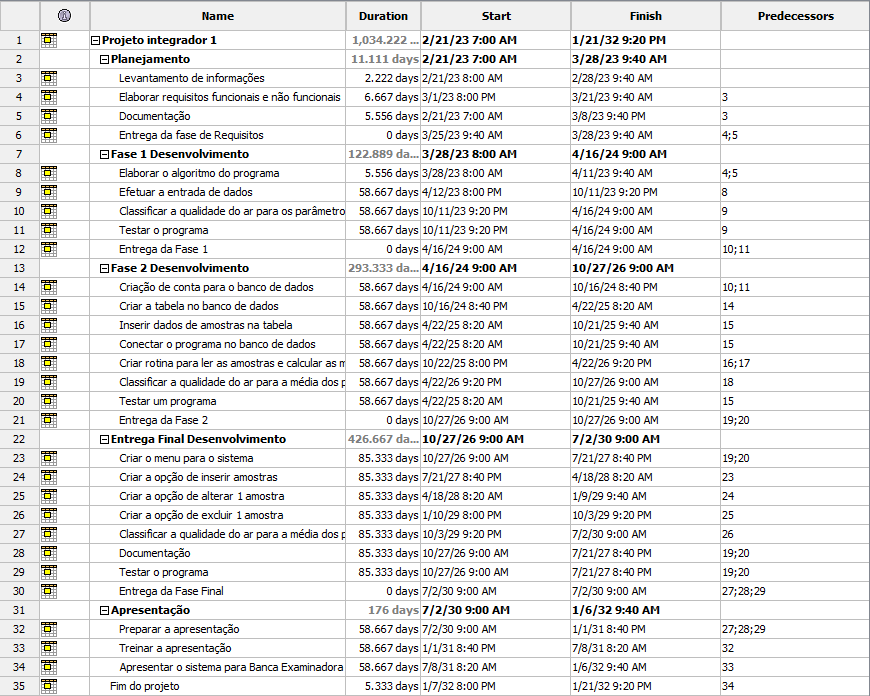 Name Duration Start Finish Predecessors
1 Projeto integrador 1 1,034.222 ... 2/21/23 7:00 AM 1/21/32 9:20 PM
2 Planejamento 11.111 days 2/21/23 7:00 AM 3/28/23 9:40 AM
3 Levantamento de informações 2.222 days 2/21/23 8:00 AM 2/28/23 9:40 AM
4 Elaborar requisitos funcionais e não funcionais 6.667 days 3/1/23 8:00 PM 3/21/23 9:40 AM 3
5 Documentação 5.556 days 2/21/23 7:00 AM 3/8/23 9:40 PM 3
6 Entrega da fase de Requisitos 0 days 3/25/23 9:40 AM 3/28/23 9:40 AM 4;5
7 Fase 1 Desenvolvimento 122.889 da... 3/28/23 8:00 AM 4/16/24 9:00 AM
8 Elaborar o algoritmo do programa 5.556 days 3/28/23 8:00 AM 4/11/23 9:40 AM 4;5
9 Efetuar a entrada de dados 58.667 days 4/12/23 8:00 PM 10/11/23 9:20 PM 8
10 Classificar a qualidade do ar para os parâmetro 58.667 days 10/11/23 9:20 PM 4/16/24 9:00 AM 9
11 Testar o programa 58.667 days 10/11/23 9:20 PM 4/16/24 9:00 AM 9
12 Entrega da Fase 1 0 days 4/16/24 9:00 AM 4/16/24 9:00 AM 10;11
13 Fase 2 Desenvolvimento 293.333 da... 4/16/24 9:00 AM 10/27/26 9:00 AM
14 Criação de conta para o banco de dados 58.667 days 4/16/24 9:00 AM 10/16/24 8:40 PM 10;11
15 Criar a tabela no banco de dados 58.667 days 10/16/24 8:40 PM 4/22/25 8:20 AM 14
16 Inserir dados de amostras na tabela 58.667 days 4/22/25 8:20 AM 10/21/25 9:40 AM 15
17 Conectar o programa no banco de dados 58.667 days 4/22/25 8:20 AM 10/21/25 9:40 AM 15
18 Criar rotina para ler as amostras e calcular as m 58.667 days 10/22/25 8:00 PM 4/22/26 9:20 PM 16;17
19 Classificar a qualidade do ar para a média dos p 58.667 days 4/22/26 9:20 PM 10/27/26 9:00 AM 18
20 Testar um programa 58.667 days 4/22/25 8:20 AM 10/21/25 9:40 AM 15
21 Entrega da Fase 2 0 days 10/27/26 9:00 AM 10/27/26 9:00 AM 19;20
22 Entrega Final Desenvolvimento 426.667 da... 10/27/26 9:00 AM 7/2/30 9:00 AM
23 Criar o menu para o sistema 85.333 days 10/27/26 9:00 AM 7/21/27 8:40 PM 19;20
24 Criar a opção de inserir amostras 85.333 days 7/21/27 8:40 PM 4/18/28 8:20 AM 23
25 Criar a opção de alterar 1 amostra 85.333 days 4/18/28 8:20 AM 1/9/29 9:40 AM 24
26 Criar a opção de excluir 1 amostra 85.333 days 1/10/29 8:00 PM 10/3/29 9:20 PM 25
27 Classificar a qualidade do ar para a média dos p 85.333 days 10/3/29 9:20 PM 7/2/30 9:00 AM 26
28 Documentação 85.333 days 10/27/26 9:00 AM 7/21/27 8:40 PM 19;20
29 Testar o programa 85.333 days 10/27/26 9:00 AM 7/21/27 8:40 PM 19;20
30 Entrega da Fase Final 0 days 7/2/30 9:00 AM 7/2/30 9:00 AM 27;28;29
31 Apresentação 176 days 7/2/30 9:00 AM 1/6/32 9:40 AM
32 Preparar a apresentação 58.667 days 7/2/30 9:00 AM 1/1/31 8:40 PM 27;28;29
33 Treinar a apresentação 58.667 days 1/1/31 8:40 PM 7/8/31 8:20 AM 32
34 Apresentar o sistema para Banca Examinadora 58.667 days 7/8/31 8:20 AM 1/6/32 9:40 AM 33
35 Fim do projeto 5.333 days 1/7/32 8:00 PM 1/21/32 9:20 PM 34